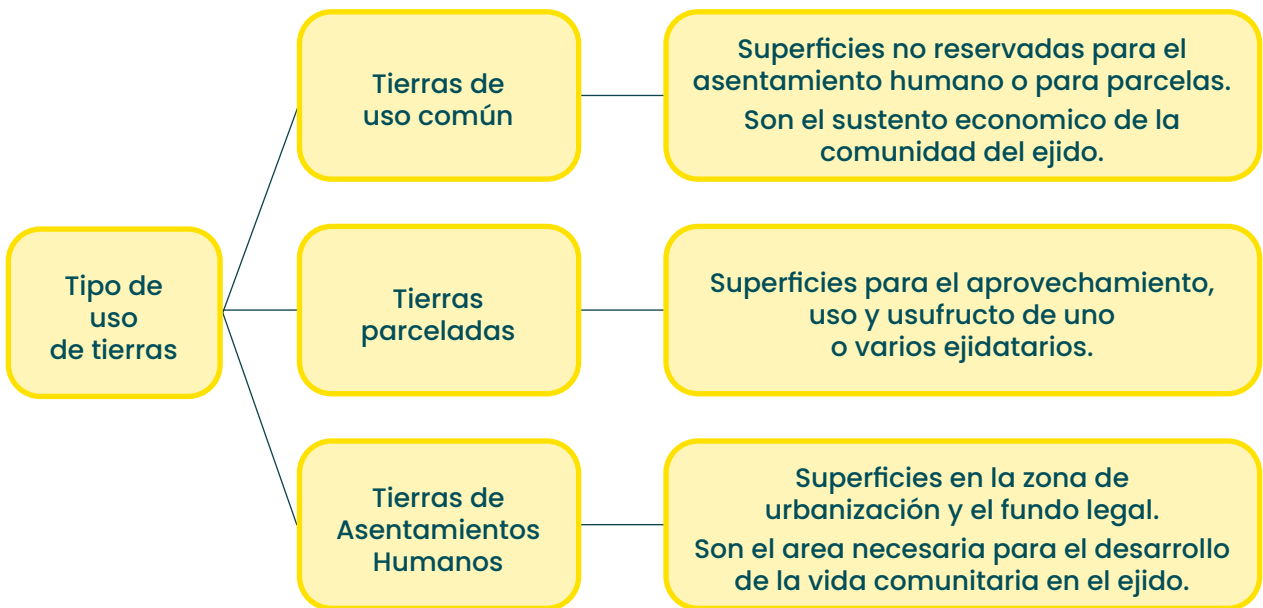 Tipo de
uso
de tierras
Tierras de
uso común
Superficies no reservadas para el
asentamiento humano o para parcelas.
Son el sustento economico de la
comunidad del ejido.
Tierras
parceladas
Superficies para el aprovechamiento,
uso y usufructo de uno
o varios ejidatarios.
Tierras de
Asentamientos
Humanos
Superficies en la zona de
urbanización y el fundo legal.
Son el area necesaria para el desarrollo
de la vida comunitaria en el ejido.